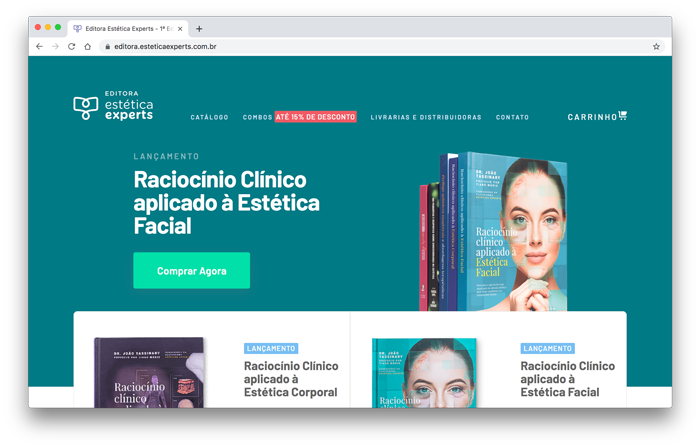 Editora Estética Experts - 1ª E
editora.esteticaexperts.com.br
EDITORA
estética
experts
CATÁLOGO
COMBOS ATÉ 15% DE DESCONTO
LIVRARIAS E DISTRIBUIDORAS
CONTATO
CARRINHO
LANÇAMENTO
Raciocínio Clínico
aplicado à Estética
Facial
Comprar Agora
DR. JOÃO
TASSINARY
Raciocínio
clínico
aplicado à
Estética
Facial
DR. JOÃO TASSINARY
Raciocínio
clínico
LANÇAMENTO
Raciocínio Clínico
aplicado à
Estética Corporal
DR. JOÃO
TASSINARY
Raciocínio
clínico
LANÇAMENTO
Raciocínio Clínico
aplicado à
Estética Facial